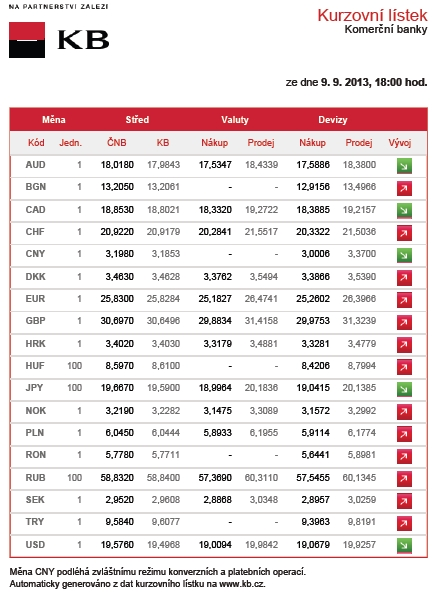 NA PARTNERSTVÍ ZÁLEŽÍ
KB
Kurzovní lístek
Komerční banky
ze dne 9. 9. 2013, 18:00 hod.
Měna Střed Valuty Devizy
Kód Jedn. ČNB KB Nákup Prodej Nákup Prodej Vývoj
AUD 1 18,0180 17,9843 17,5347 18,4339 17,5886 18,3800
BGN 1 13,2050 13,2061 - - 12,9156 13,4966
CAD 1 18,8530 18,8021 18,3320 19,2722 18,3885 19,2157
CHF 1 20,9220 20,9179 20,2841 21,5517 20,3322 21,5036
CNY 1 3,1980 3,1853 - - 3,0006 3,3700
DKK 1 3,4630 3,4628 3,3762 3,5494 3,3866 3,5390
EUR 1 25,8300 25,8284 25,1827 26,4741 25,2602 26,3966
GBP 1 30,6970 30,6496 29,8834 31,4158 29,9753 31,3239
HRK 1 3,4020 3,4030 3,3179 3,4881 3,3281 3,4779
HUF 100 8,5970 8,6100 - - 8,4206 8,7994
JPY 100 19,6670 19,5900 18,9964 20,1836 19,0415 20,1385
NOK 1 3,2190 3,2282 3,1475 3,3089 3,1572 3,2992
PLN 1 6,0450 6,0444 5,8933 6,1955 5,9114 6,1774
RON 1 5,7780 5,7711 - - 5,6441 5,8981
RUB 100 58,8320 58,8400 57,3690 60,3110 57,5455 60,1345
SEK 1 2,9520 2,9608 2,8868 3,0348 2,8957 3,0259
TRY 1 9,5840 9,6077 - - 9,3963 9,8191
USD 1 19,5760 19,4968 19,0094 19,9842 19,0679 19,9257
Měna CNY podléhá zvláštnímu režimu konverzních a platebních operací.
Automaticky generováno z dat kurzovního lístku na www.kb.cz.